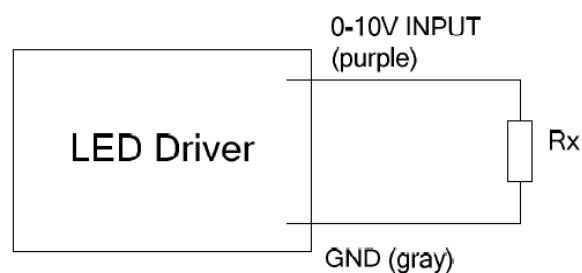 0-10V INPUT
(purple)
LED Driver
Rx
GND (gray)